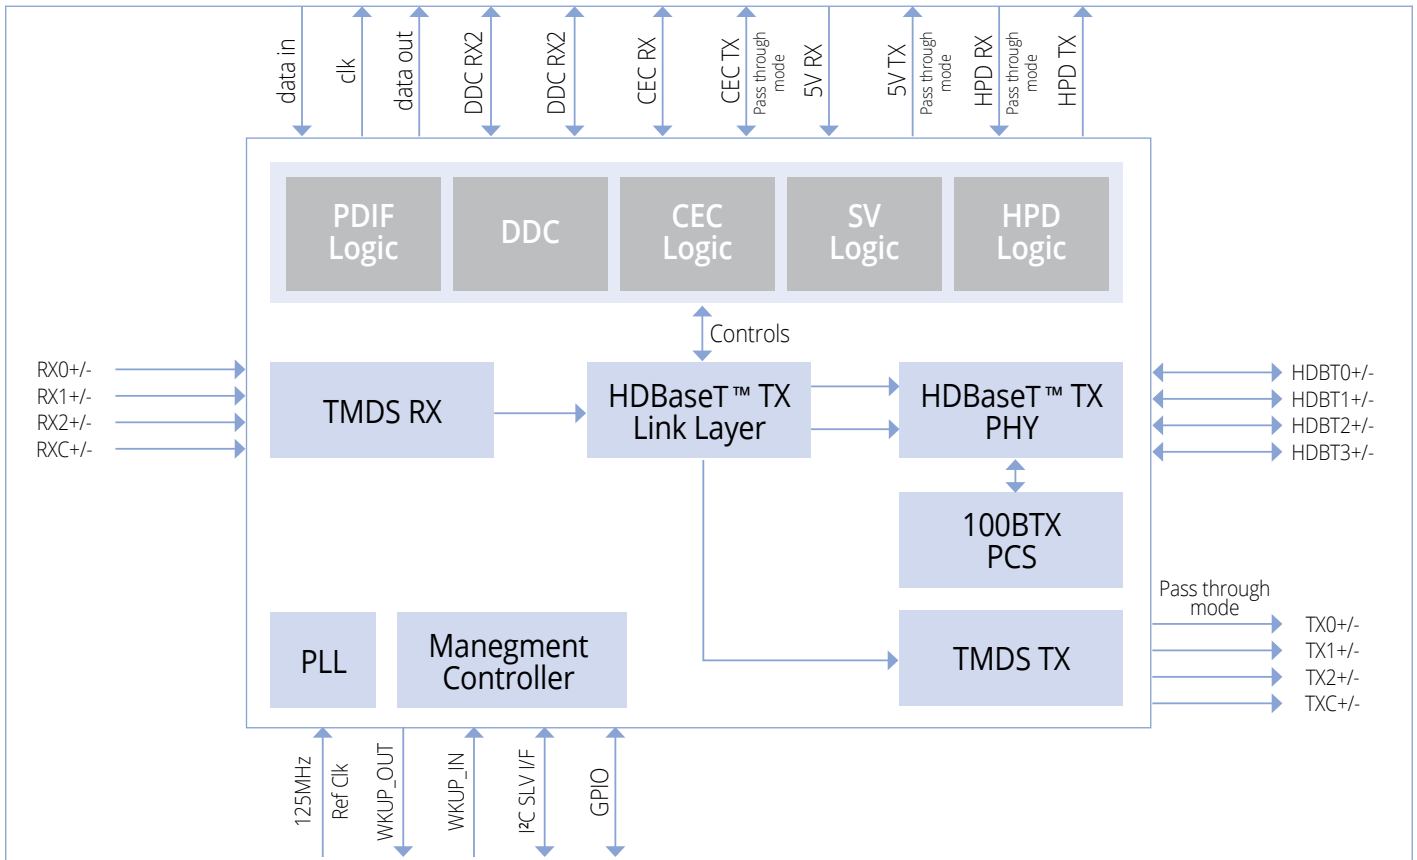 data in
clk
data out
DDC RX2
DDC RX2
CEC RX
CEC TX
Pass through
mode
5V RX
5V TX
Pass through
mode
HPD RX
Pass through
mode
HPD TX
PDIF
Logic
DDC
CEC
Logic
SV
Logic
HPD
Logic
Controls
RX0+/-
RX1+/-
RX2+/-
RXC+/-
TMDS RX
HDBaseT™ TX
Link Layer
HDBaseT™ TX
PHY
HDBT0+/-
HDBT1+/-
HDBT2+/-
HDBT3+/-
100BTX
PCS
Pass through
mode
PLL
Manegment
Controller
TMDS TX
TX0+/-
TX1+/-
TX2+/-
TXC+/-
125MHz
Ref Clk
WKUP_OUT
WKUP_IN
I²C SLV I/F
GPIO